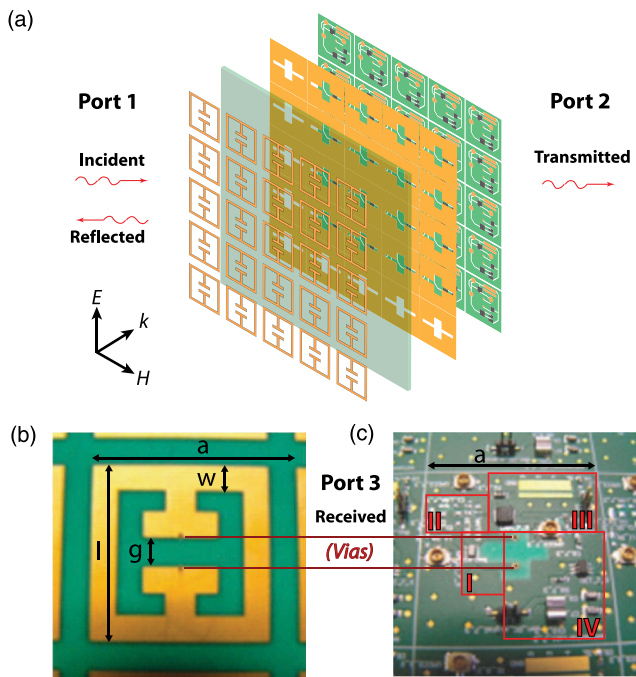 (a)
Port 1
Port 2
Incident
Transmitted
Reflected
E
k
H
(b)
(c)
a
w
l
g
Port 3
Received
(Vias)
a
II
III
I
IV